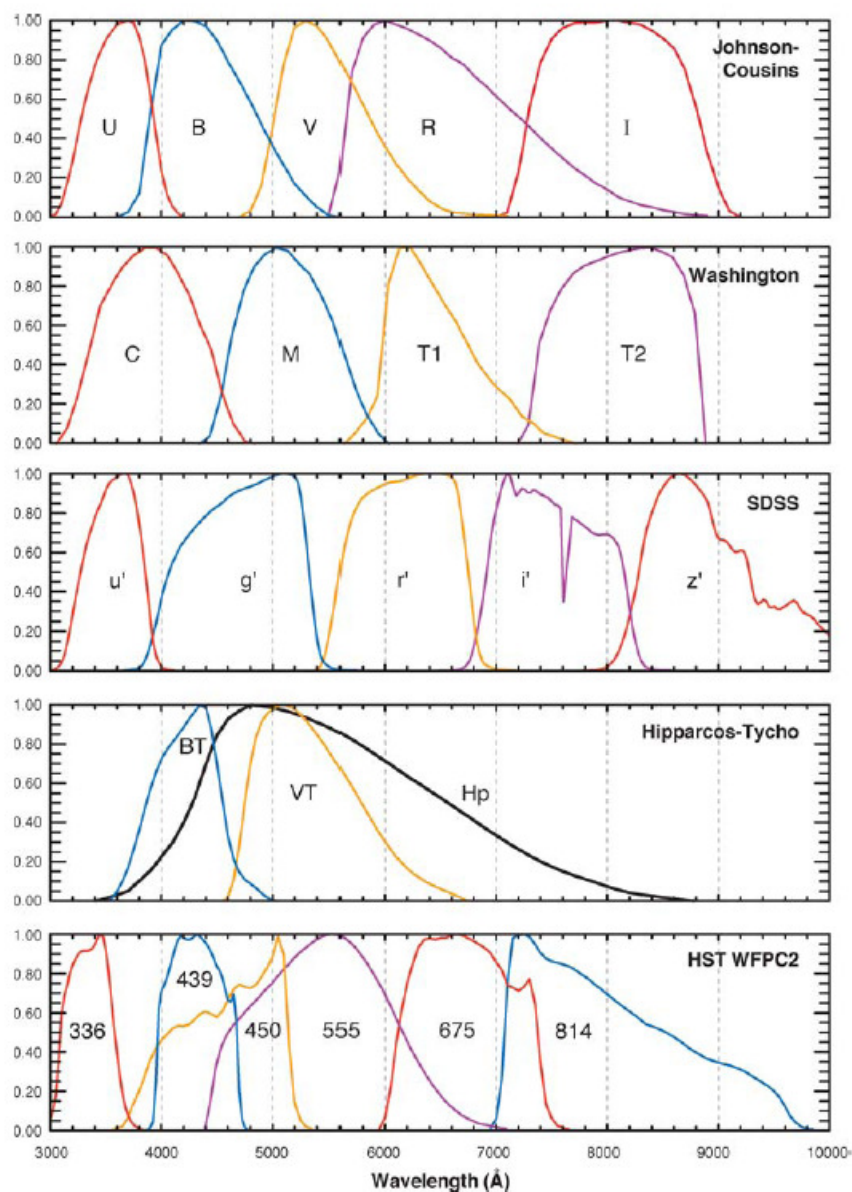 1.00
0.80
0.60
0.40
0.20
0.00
Johnson-
Cousins
U B V R I
1.00
0.80
0.60
0.40
0.20
0.00
Washington
C M T1 T2
1.00
0.80
0.60
0.40
0.20
0.00
SDSS
u' g' r' i' z'
1.00
0.80
0.60
0.40
0.20
0.00
Hipparcos-Tycho
BT VT Hp
1.00
0.80
0.60
0.40
0.20
0.00
HST WFPC2
336 439 450 555 675 814
3000 4000 5000 6000 7000 8000 9000 10000
Wavelength (Å)